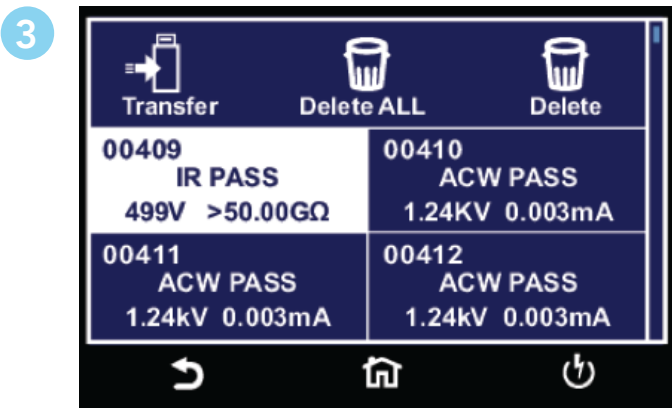 3
Transfer Delete ALL Delete
00409 00410
IR PASS ACW PASS
499V >50.00GΩ 1.24KV 0.003mA
00411 00412
ACW PASS ACW PASS
1.24kV 0.003mA 1.24kV 0.003mA